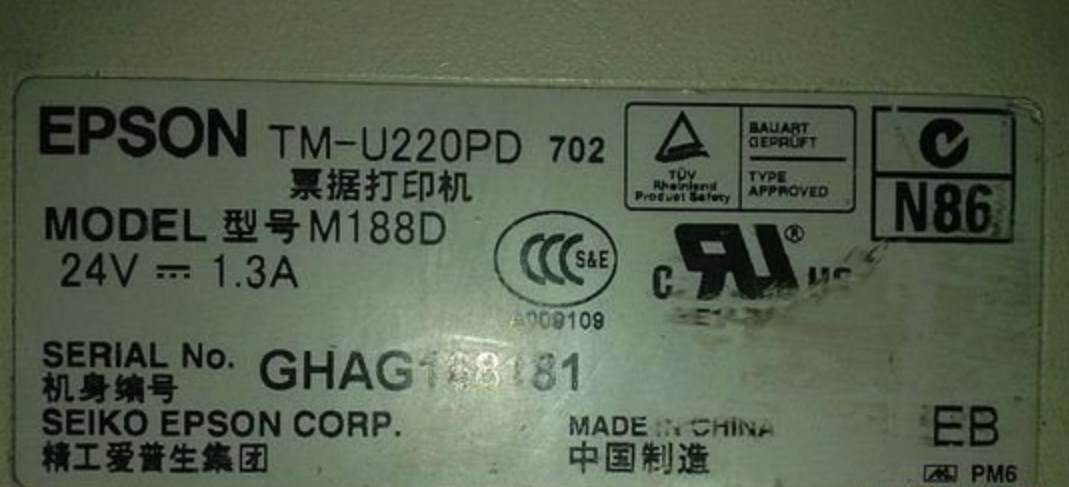 EPSON TM-U220PD 702
票据打印机
MODEL 型号 M188D
24V ⎓ 1.3A
SERIAL No.
机身编号
SEIKO EPSON CORP.
精工爱普生集团
CCC S&E
TÜV
Rheinland
Product Safety
BAUART
GEPRÜFT
TYPE
APPROVED
N86
MADE IN CHINA
中国制造
EB
PM6